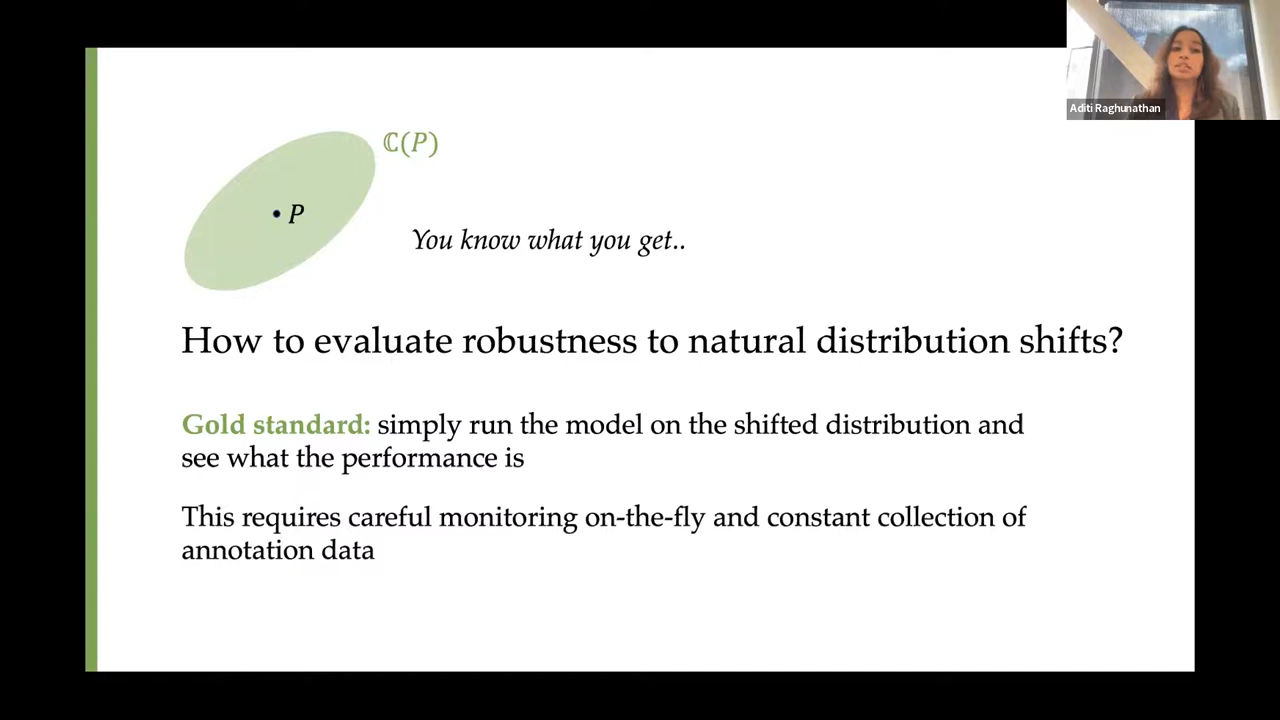 Aditi Raghunathan
ℂ(P)
• P
You know what you get..
How to evaluate robustness to natural distribution shifts?
Gold standard: simply run the model on the shifted distribution and
see what the performance is
This requires careful monitoring on-the-fly and constant collection of
annotation data